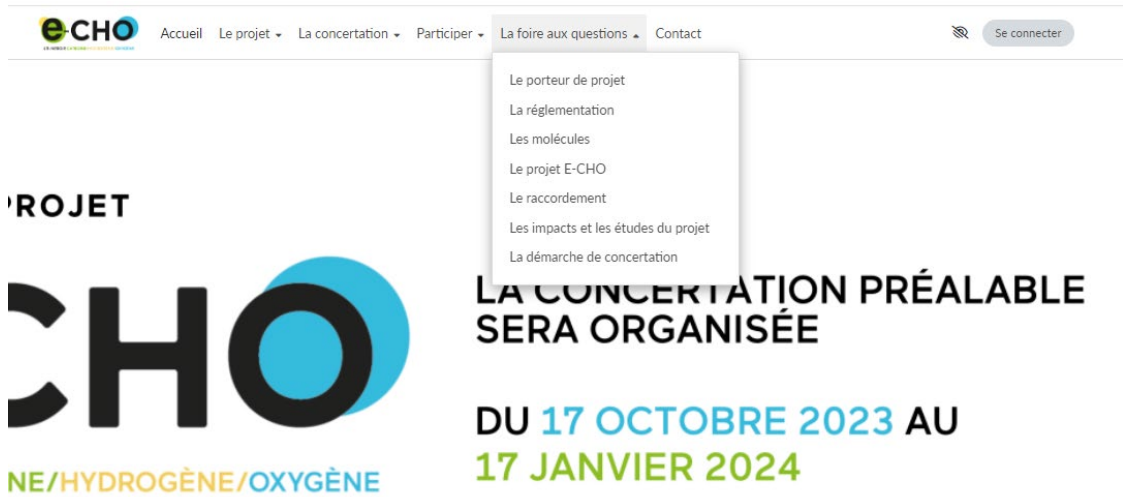 e-CHO
Accueil Le projet La concertation Participer La foire aux questions Contact Se connecter
Le porteur de projet
La réglementation
Les molécules
Le projet E-CHO
Le raccordement
Les impacts et les études du projet
La démarche de concertation
ROJET
CHO
NE/HYDROGÈNE/OXYGÈNE
LA CONCERTATION PRÉALABLE
SERA ORGANISÉE
DU 17 OCTOBRE 2023 AU
17 JANVIER 2024